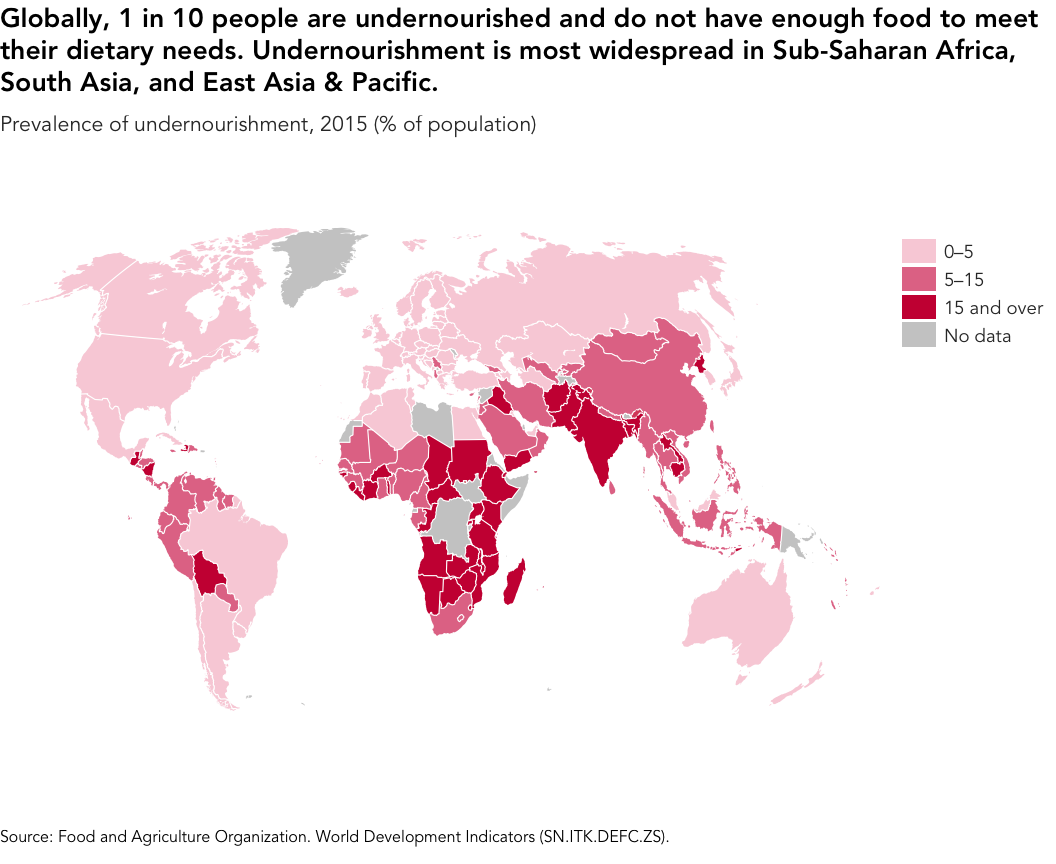 Globally, 1 in 10 people are undernourished and do not have enough food to meet
their dietary needs. Undernourishment is most widespread in Sub-Saharan Africa,
South Asia, and East Asia & Pacific.
Prevalence of undernourishment, 2015 (% of population)
0–5
5–15
15 and over
No data
Source: Food and Agriculture Organization. World Development Indicators (SN.ITK.DEFC.ZS).